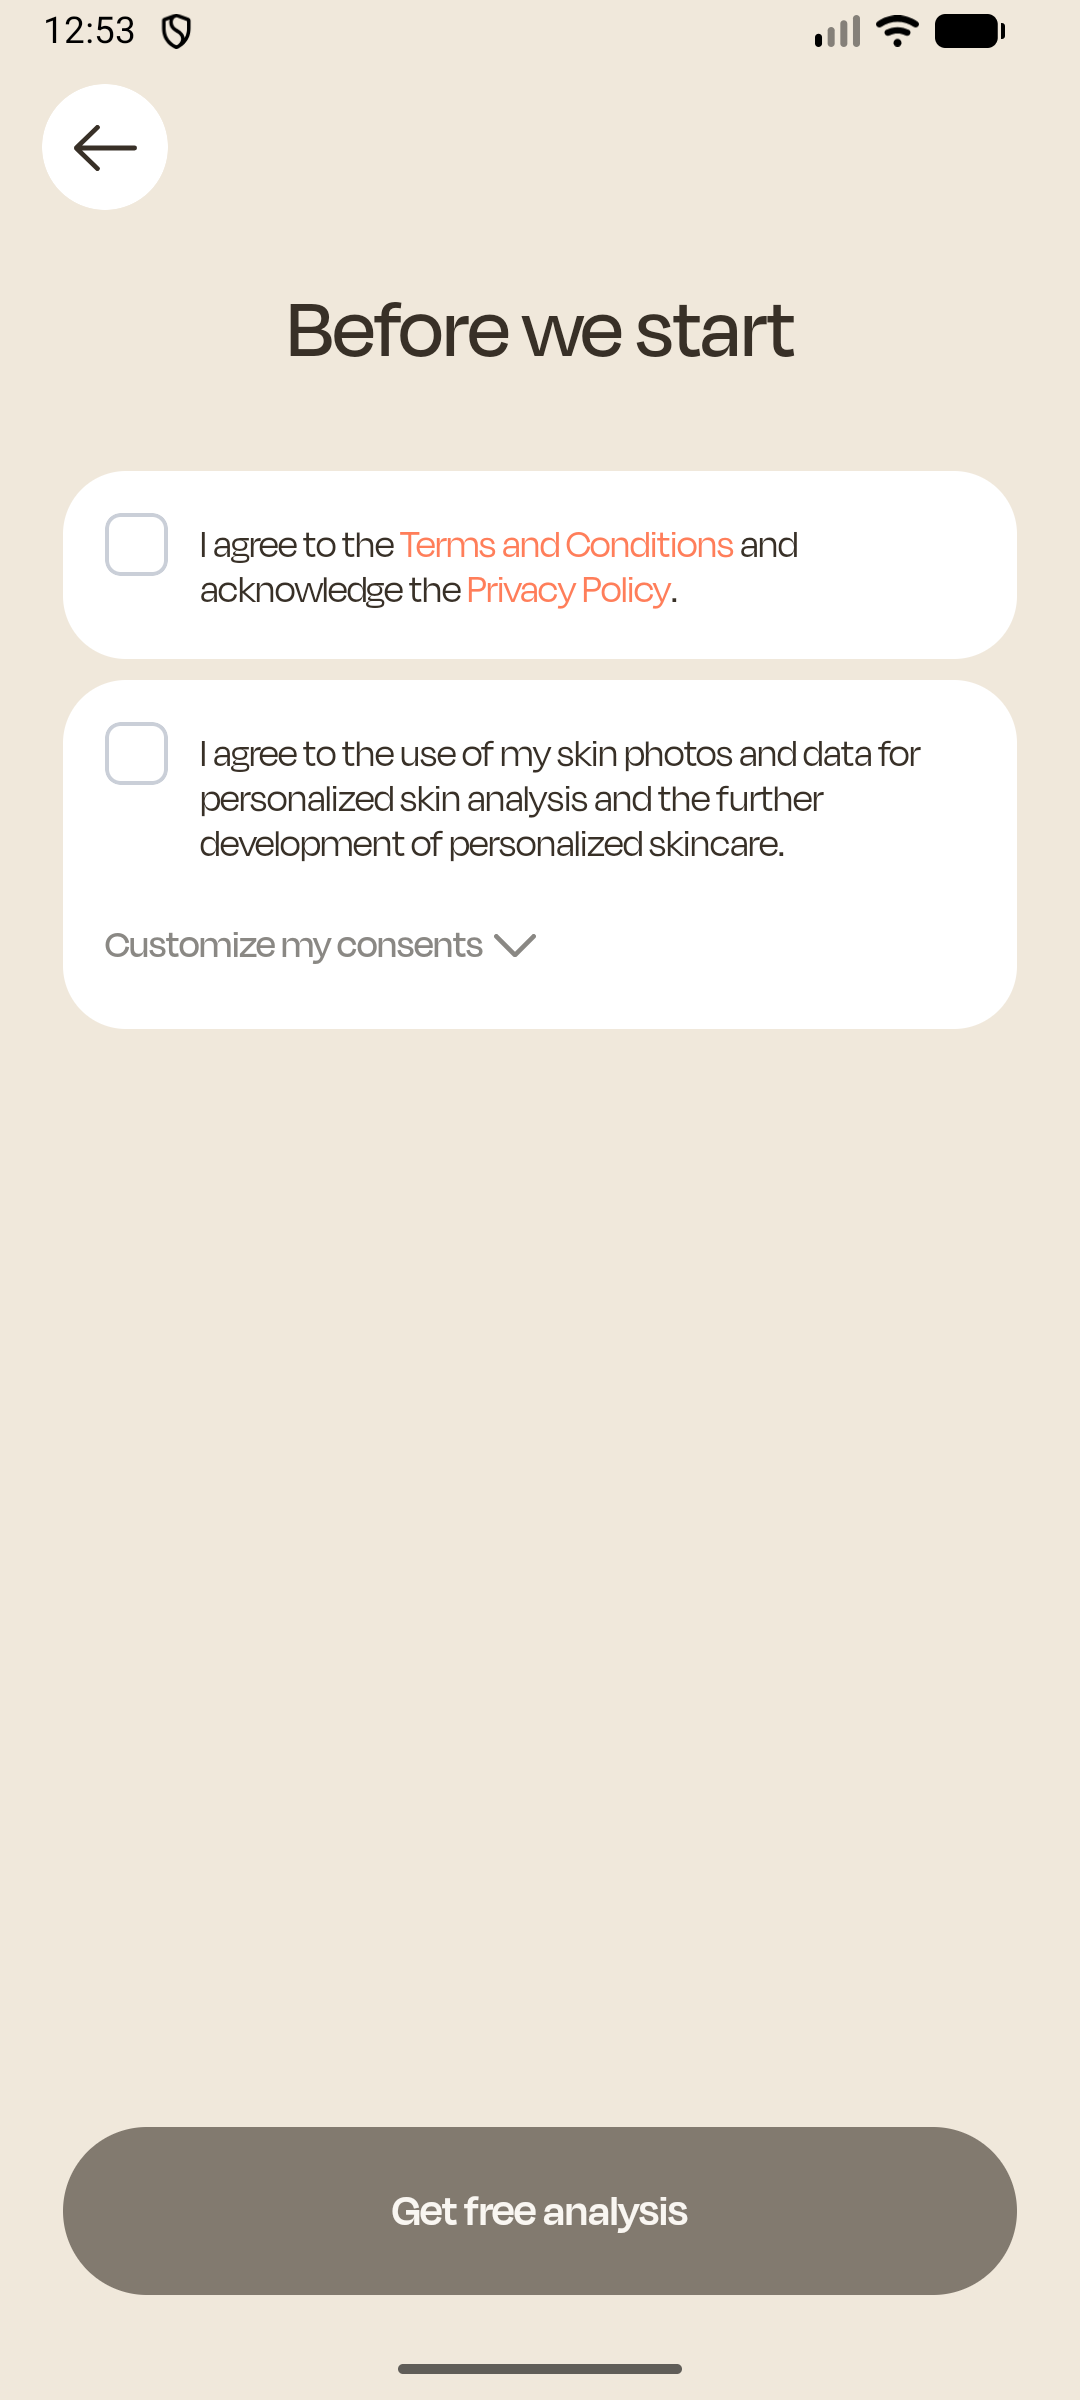 12:53
Before we start
I agree to the Terms and Conditions and
acknowledge the Privacy Policy.
I agree to the use of my skin photos and data for
personalized skin analysis and the further
development of personalized skincare.
Customize my consents
Get free analysis